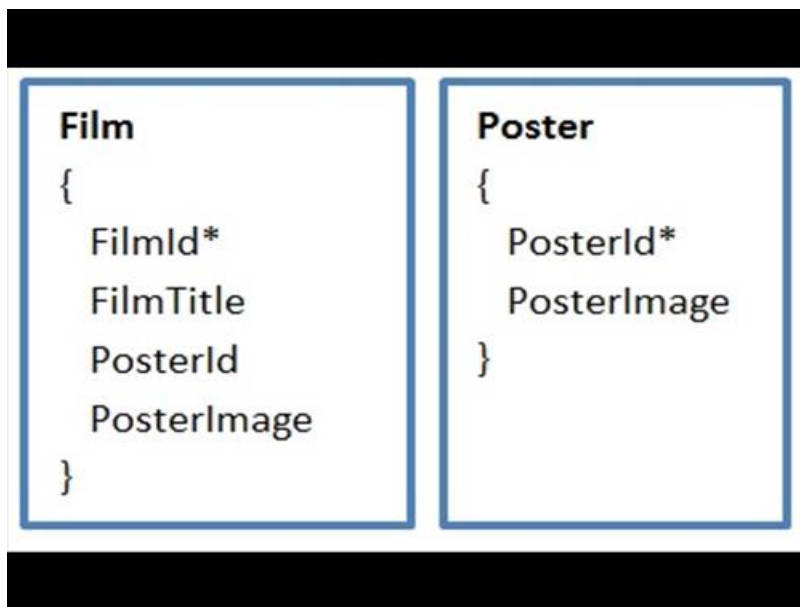 Film
{
FilmId*
FilmTitle
PosterId
PosterImage
}
Poster
{
PosterId*
PosterImage
}